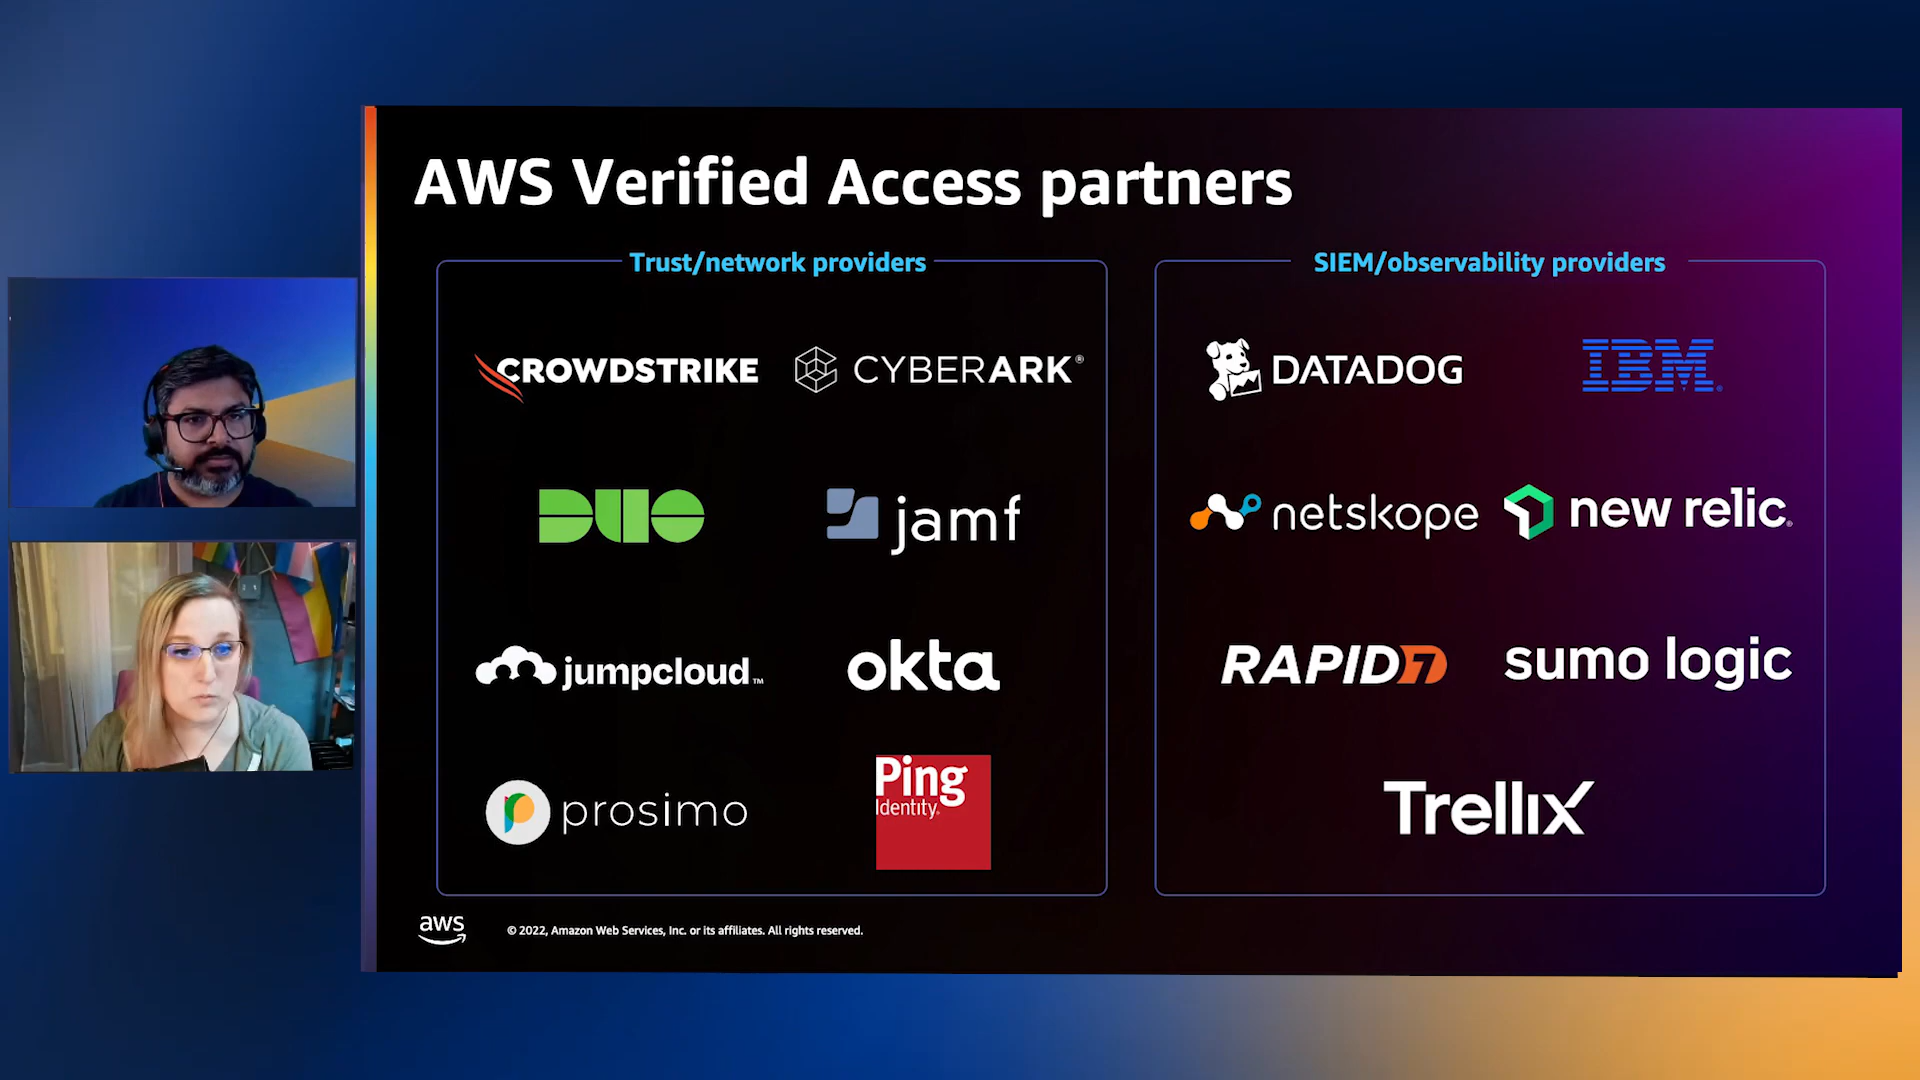 AWS Verified Access partners
Trust/network providers
CROWDSTRIKE
CYBERARK®
DUO
jamf
jumpcloud™
okta
prosimo
Ping
Identity®
SIEM/observability providers
DATADOG
IBM®
netskope
new relic®
RAPID7
sumo logic
Trellix
aws
© 2022, Amazon Web Services, Inc. or its affiliates. All rights reserved.